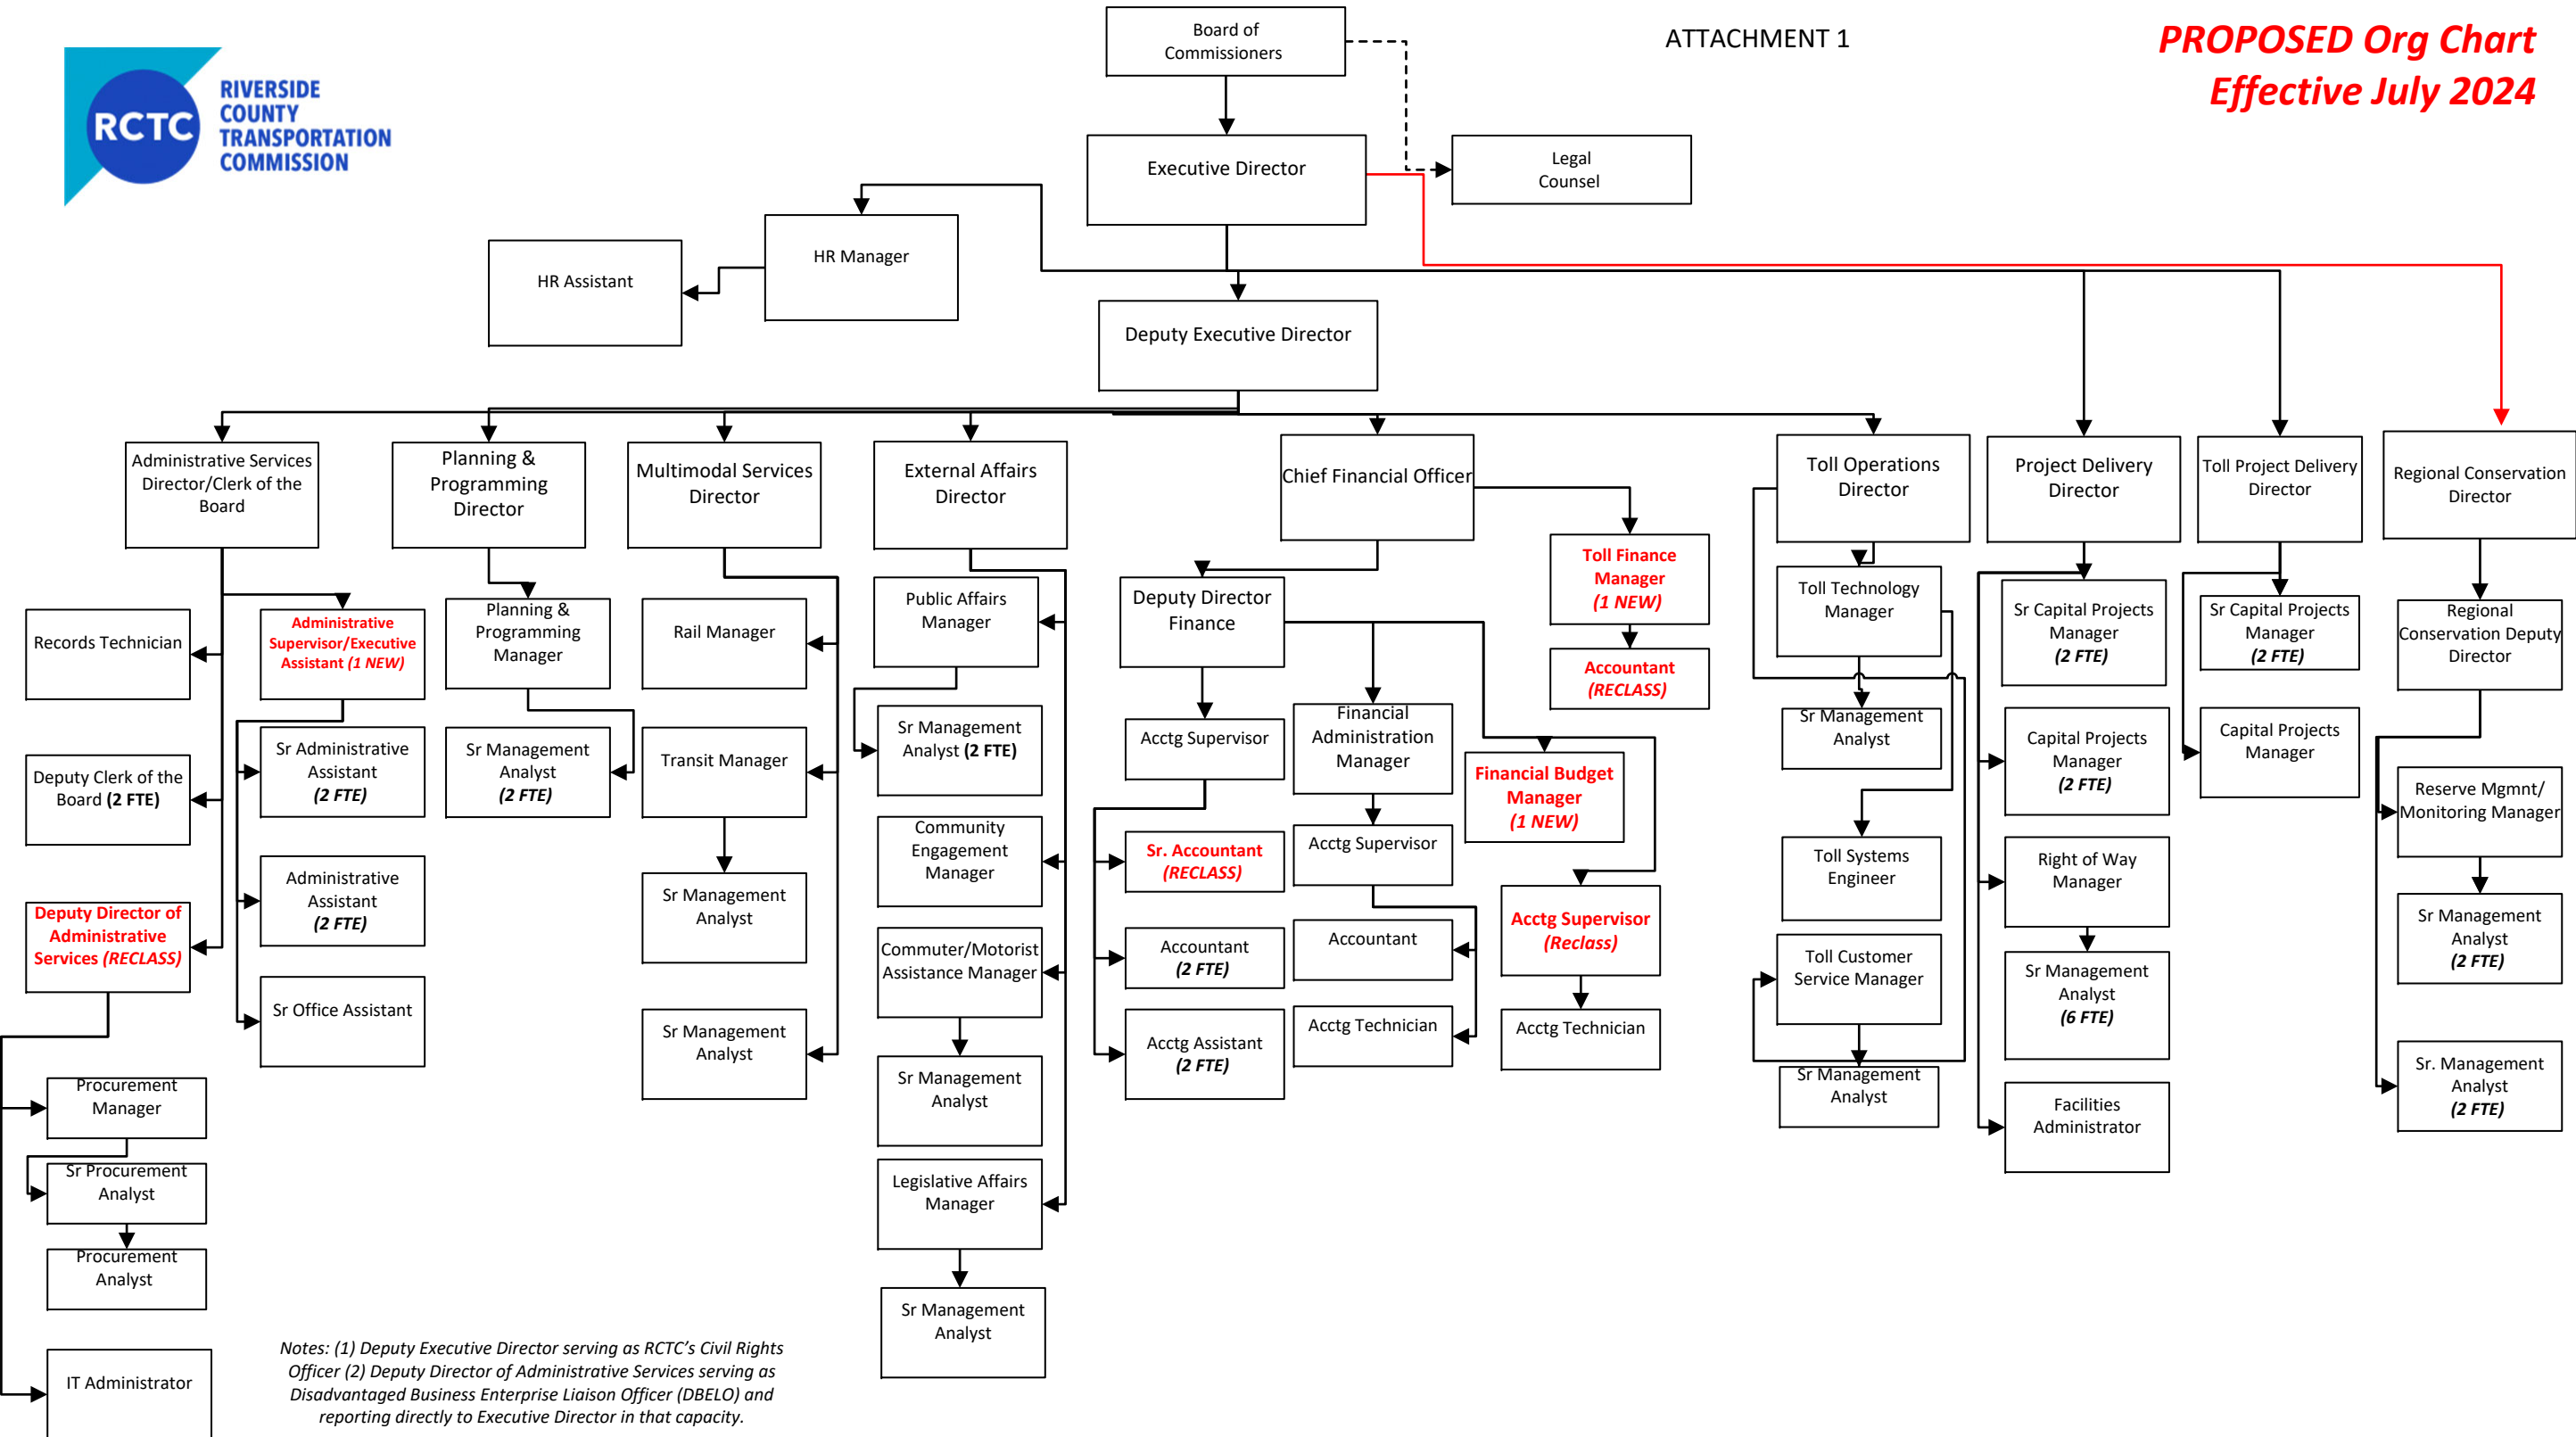 Board of
Commissioners
ATTACHMENT 1
PROPOSED Org Chart
Effective July 2024
RCTC
RIVERSIDE
COUNTY
TRANSPORTATION
COMMISSION
Executive Director
Legal
Counsel
HR Manager
HR Assistant
Deputy Executive Director
Administrative Services
Director/Clerk of the
Board
Planning &
Programming
Director
Multimodal Services
Director
External Affairs
Director
Chief Financial Officer
Toll Operations
Director
Project Delivery
Director
Toll Project Delivery
Director
Regional Conservation
Director
Records Technician
Administrative
Supervisor/Executive
Assistant (1 NEW)
Deputy Clerk of the
Board (2 FTE)
Sr Administrative
Assistant
(2 FTE)
Administrative
Assistant
(2 FTE)
Deputy Director of
Administrative
Services (RECLASS)
Sr Office Assistant
Procurement
Manager
Sr Procurement
Analyst
Procurement
Analyst
IT Administrator
Planning &
Programming
Manager
Sr Management
Analyst
(2 FTE)
Rail Manager
Transit Manager
Sr Management
Analyst
Sr Management
Analyst
Public Affairs
Manager
Sr Management
Analyst (2 FTE)
Community
Engagement
Manager
Commuter/Motorist
Assistance Manager
Sr Management
Analyst
Legislative Affairs
Manager
Sr Management
Analyst
Deputy Director
Finance
Toll Finance
Manager
(1 NEW)
Accountant
(RECLASS)
Acctg Supervisor
Financial
Administration
Manager
Financial Budget
Manager
(1 NEW)
Sr. Accountant
(RECLASS)
Acctg Supervisor
Acctg Supervisor
(Reclass)
Accountant
(2 FTE)
Accountant
Acctg Assistant
(2 FTE)
Acctg Technician
Acctg Technician
Toll Technology
Manager
Sr Management
Analyst
Toll Systems
Engineer
Toll Customer
Service Manager
Sr Management
Analyst
Sr Capital Projects
Manager
(2 FTE)
Capital Projects
Manager
(2 FTE)
Right of Way
Manager
Sr Management
Analyst
(6 FTE)
Facilities
Administrator
Sr Capital Projects
Manager
(2 FTE)
Capital Projects
Manager
Regional
Conservation Deputy
Director
Reserve Mgmnt/
Monitoring Manager
Sr Management
Analyst
(2 FTE)
Sr. Management
Analyst
(2 FTE)
Notes: (1) Deputy Executive Director serving as RCTC’s Civil Rights
Officer (2) Deputy Director of Administrative Services serving as
Disadvantaged Business Enterprise Liaison Officer (DBELO) and
reporting directly to Executive Director in that capacity.